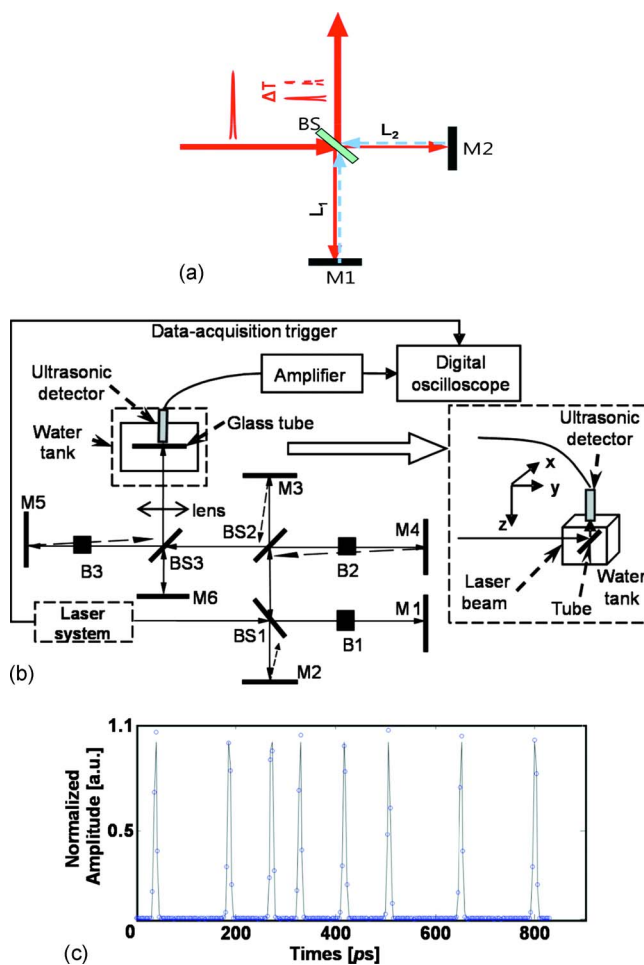 ΔT
BS
L₂
M2
L₁
M1
(a)
Data-acquisition trigger
Ultrasonic
detector
Amplifier
Digital
oscilloscope
Glass tube
Water
tank
Ultrasonic
detector
M3
x
y
z
M5
lens
BS2
M4
B3
BS3
B2
Laser
beam
Water
tank
Tube
M6
M1
Laser
system
BS1
B1
M2
(b)
1.1
0.5
Normalized
Amplitude [a.u.]
0
200
400
600
800
Times [ps]
(c)